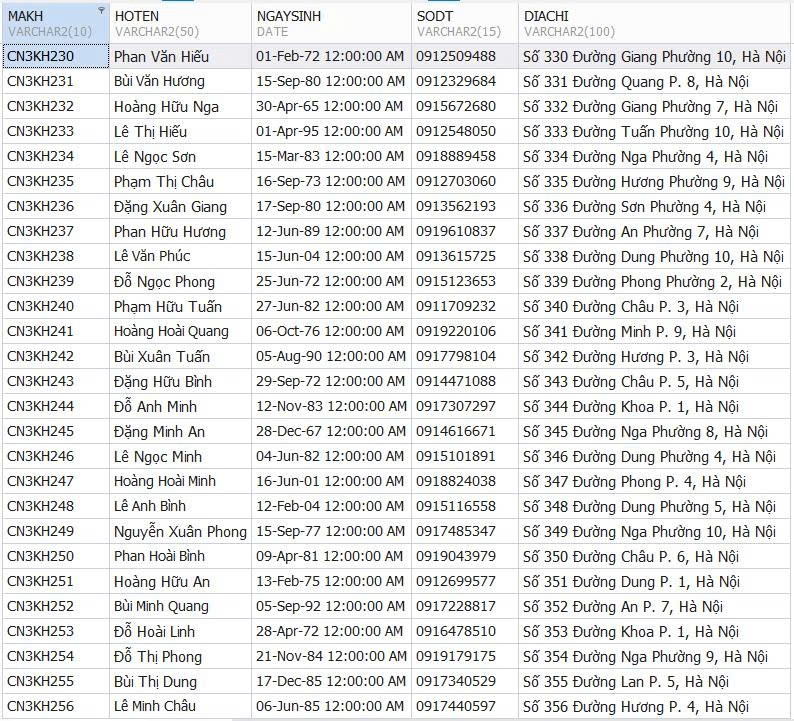 MAKH HOTEN NGAYSINH SODT DIACHI
VARCHAR2(10) VARCHAR2(50) DATE VARCHAR2(15) VARCHAR2(100)
CN3KH230 Phan Văn Hiếu 01-Feb-72 12:00:00 AM 0912509488 Số 330 Đường Giang Phường 10, Hà Nội
CN3KH231 Bùi Văn Hương 15-Sep-80 12:00:00 AM 0912329684 Số 331 Đường Quang P. 8, Hà Nội
CN3KH232 Hoàng Hữu Nga 30-Apr-65 12:00:00 AM 0915672680 Số 332 Đường Giang Phường 7, Hà Nội
CN3KH233 Lê Thị Hiếu 01-Apr-95 12:00:00 AM 0912548050 Số 333 Đường Tuấn Phường 10, Hà Nội
CN3KH234 Lê Ngọc Sơn 15-Mar-83 12:00:00 AM 0918889458 Số 334 Đường Nga Phường 4, Hà Nội
CN3KH235 Phạm Thị Châu 16-Sep-73 12:00:00 AM 0912703060 Số 335 Đường Hương Phường 9, Hà Nội
CN3KH236 Đặng Xuân Giang 17-Sep-80 12:00:00 AM 0913562193 Số 336 Đường Sơn Phường 4, Hà Nội
CN3KH237 Phan Hữu Hương 12-Jun-89 12:00:00 AM 0919610837 Số 337 Đường An Phường 7, Hà Nội
CN3KH238 Lê Văn Phúc 15-Jun-04 12:00:00 AM 0913615725 Số 338 Đường Dung Phường 10, Hà Nội
CN3KH239 Đỗ Ngọc Phong 25-Jun-72 12:00:00 AM 0915123653 Số 339 Đường Phong Phường 2, Hà Nội
CN3KH240 Phạm Hữu Tuấn 27-Jun-82 12:00:00 AM 0911709232 Số 340 Đường Châu P. 3, Hà Nội
CN3KH241 Hoàng Hoài Quang 06-Oct-76 12:00:00 AM 0919220106 Số 341 Đường Minh P. 9, Hà Nội
CN3KH242 Bùi Xuân Tuấn 05-Aug-90 12:00:00 AM 0917798104 Số 342 Đường Hương P. 3, Hà Nội
CN3KH243 Đặng Hữu Bình 29-Sep-72 12:00:00 AM 0914471088 Số 343 Đường Châu P. 5, Hà Nội
CN3KH244 Đỗ Anh Minh 12-Nov-83 12:00:00 AM 0917307297 Số 344 Đường Khoa P. 1, Hà Nội
CN3KH245 Đặng Minh An 28-Dec-67 12:00:00 AM 0914616671 Số 345 Đường Nga Phường 8, Hà Nội
CN3KH246 Lê Ngọc Minh 04-Jun-82 12:00:00 AM 0915101891 Số 346 Đường Dung Phường 4, Hà Nội
CN3KH247 Hoàng Hoài Minh 16-Jun-01 12:00:00 AM 0918824038 Số 347 Đường Phong P. 4, Hà Nội
CN3KH248 Lê Anh Bình 12-Feb-04 12:00:00 AM 0915116558 Số 348 Đường Dung Phường 5, Hà Nội
CN3KH249 Nguyễn Xuân Phong 15-Sep-77 12:00:00 AM 0917485347 Số 349 Đường Nga Phường 10, Hà Nội
CN3KH250 Phan Hoài Bình 09-Apr-81 12:00:00 AM 0919043979 Số 350 Đường Châu P. 6, Hà Nội
CN3KH251 Hoàng Hữu An 13-Feb-75 12:00:00 AM 0912699577 Số 351 Đường Dung P. 1, Hà Nội
CN3KH252 Bùi Minh Quang 05-Sep-92 12:00:00 AM 0917228817 Số 352 Đường An P. 7, Hà Nội
CN3KH253 Đỗ Hoài Linh 28-Apr-72 12:00:00 AM 0916478510 Số 353 Đường Khoa P. 1, Hà Nội
CN3KH254 Đỗ Thị Phong 21-Nov-84 12:00:00 AM 0919179175 Số 354 Đường Nga Phường 9, Hà Nội
CN3KH255 Bùi Thị Dung 17-Dec-85 12:00:00 AM 0917340529 Số 355 Đường Lan P. 5, Hà Nội
CN3KH256 Lê Minh Châu 06-Jun-85 12:00:00 AM 0917440597 Số 356 Đường Hương P. 4, Hà Nội